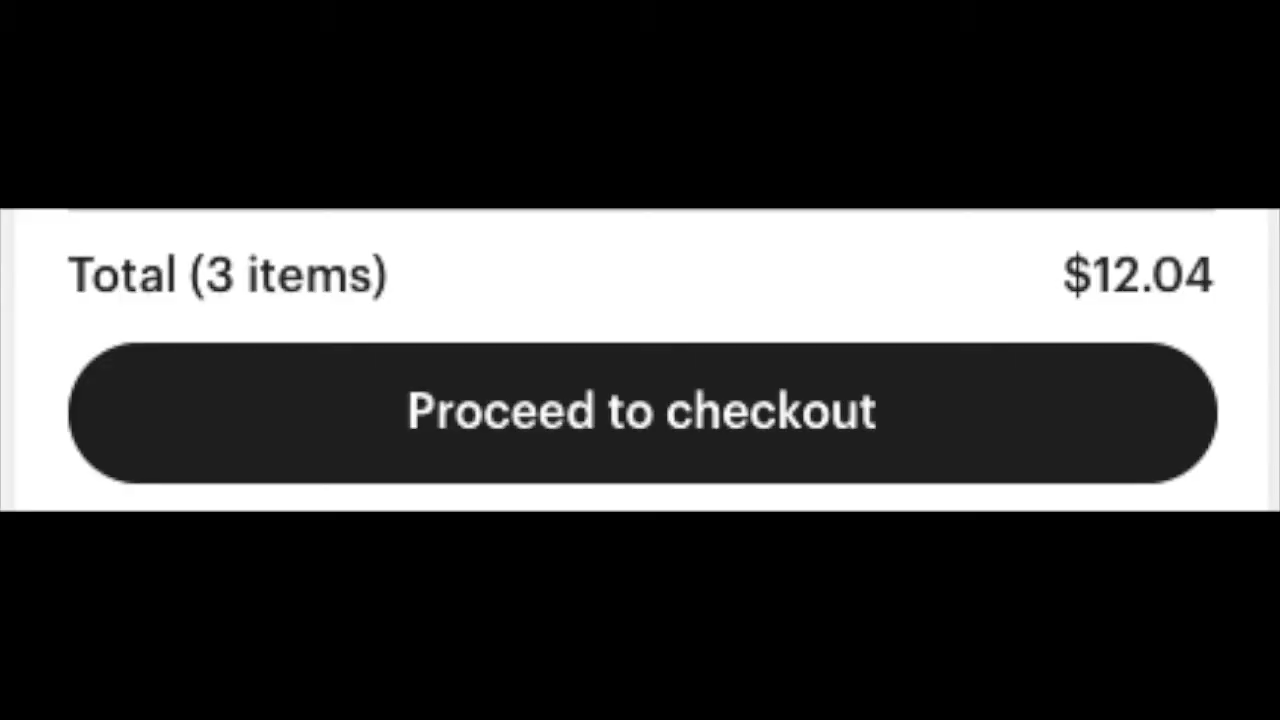 Total (3 items) $12.04
Proceed to checkout